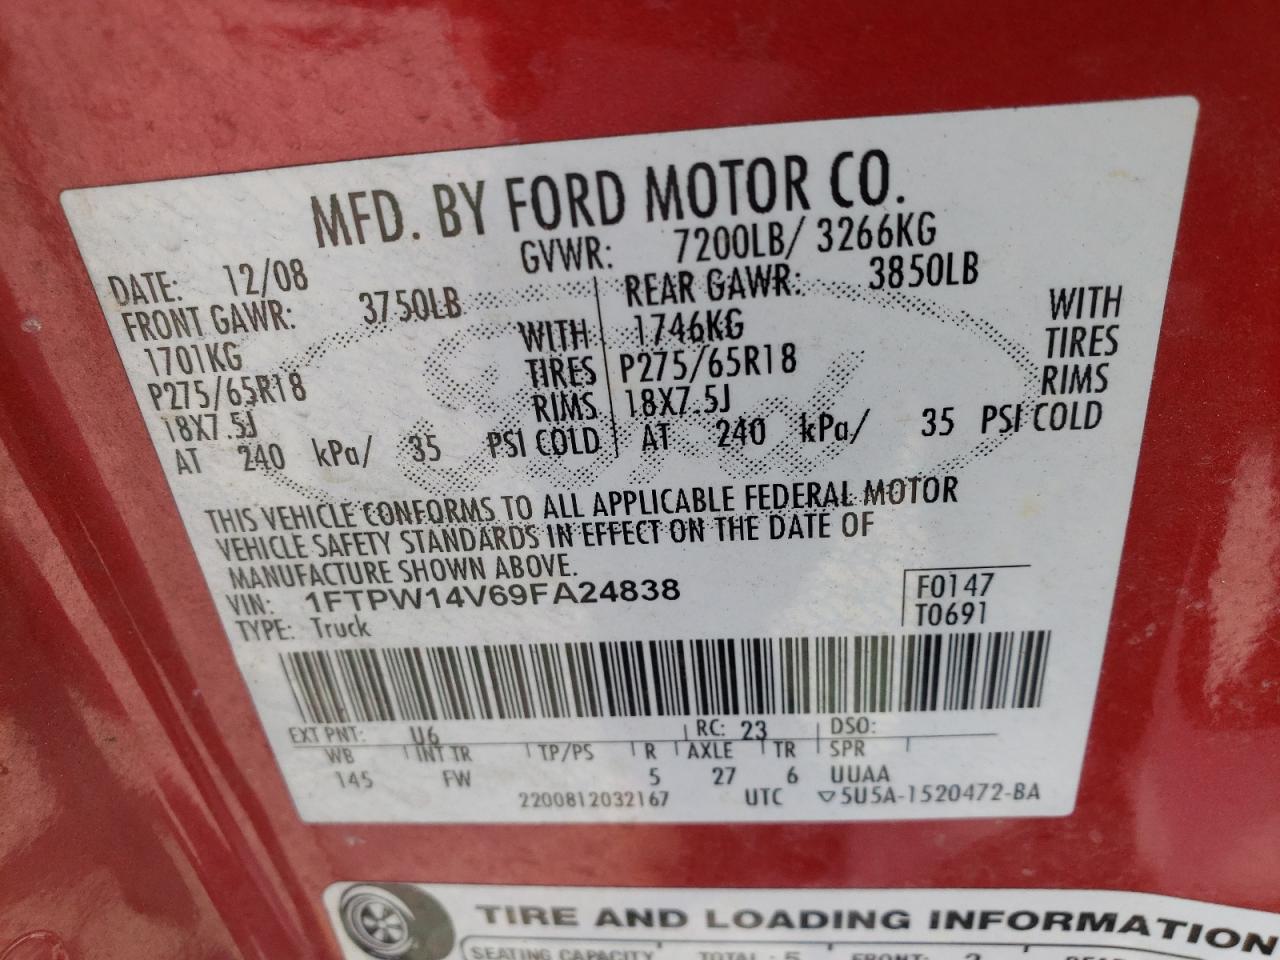 MFD. BY FORD MOTOR CO.
DATE: 12/08 GVWR: 7200LB/ 3266KG
FRONT GAWR: 3750LB REAR GAWR: 3850LB
1701KG WITH 1746KG WITH
P275/65R18 TIRES P275/65R18 TIRES
18X7.5J RIMS 18X7.5J RIMS
AT 240 kPa/ 35 PSI COLD AT 240 kPa/ 35 PSI COLD
THIS VEHICLE CONFORMS TO ALL APPLICABLE FEDERAL MOTOR
VEHICLE SAFETY STANDARDS IN EFFECT ON THE DATE OF
MANUFACTURE SHOWN ABOVE.
VIN: 1FTPW14V69FA24838 F0147
TYPE: Truck T0691
EXT PNT: U6 RC: 23 DSO:
WB INT TR TP/PS R AXLE TR SPR
145 FW 5 27 6 UUAA
2200812032167 UTC ▽5U5A-1520472-BA
TIRE AND LOADING INFORMATION
SEATING CAPACITY TOTAL : 5 FRONT: